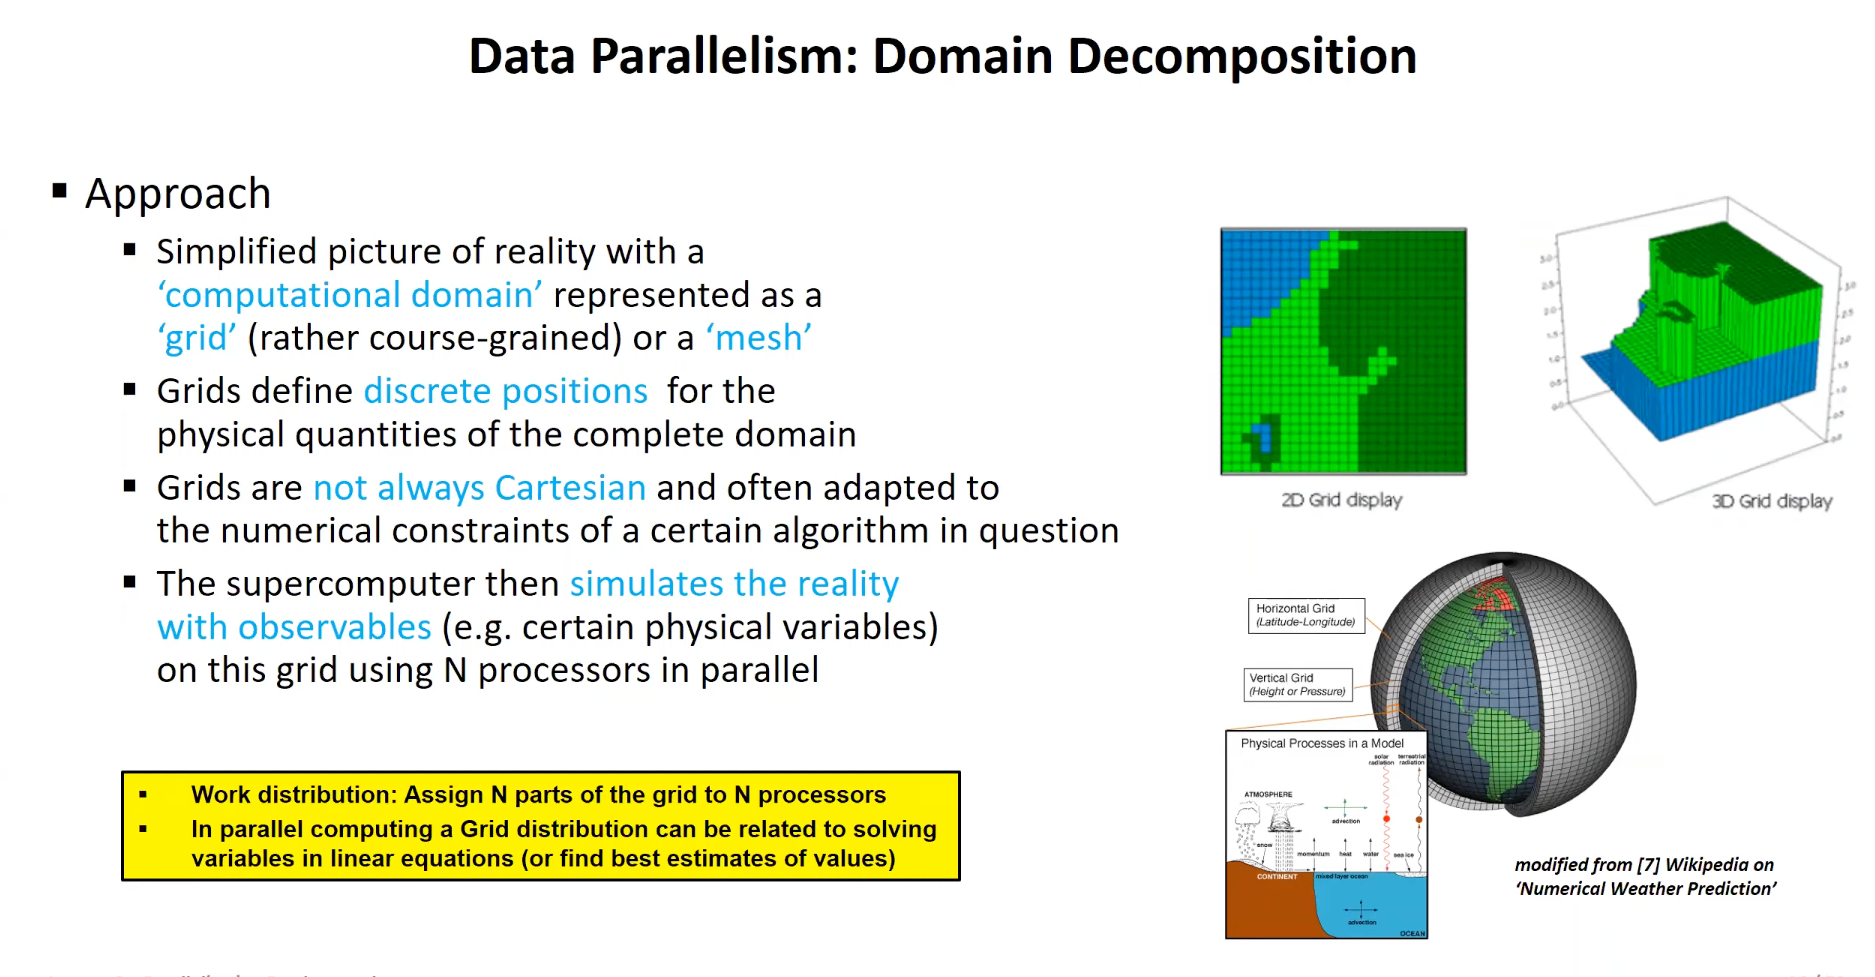 Data Parallelism: Domain Decomposition
▪ Approach
▪ Simplified picture of reality with a
‘computational domain’ represented as a
‘grid’ (rather course-grained) or a ‘mesh’
▪ Grids define discrete positions for the
physical quantities of the complete domain
▪ Grids are not always Cartesian and often adapted to
the numerical constraints of a certain algorithm in question
▪ The supercomputer then simulates the reality
with observables (e.g. certain physical variables)
on this grid using N processors in parallel
▪ Work distribution: Assign N parts of the grid to N processors
▪ In parallel computing a Grid distribution can be related to solving
variables in linear equations (or find best estimates of values)
2D Grid display
3D Grid display
Horizontal Grid
(Latitude-Longitude)
Vertical Grid
(Height or Pressure)
Physical Processes in a Model
solar
radiation
terrestrial
radiation
ATMOSPHERE
advection
snow
momentum
heat
water
sea ice
CONTINENT
mixed layer ocean
advection
OCEAN
modified from [7] Wikipedia on
‘Numerical Weather Prediction’